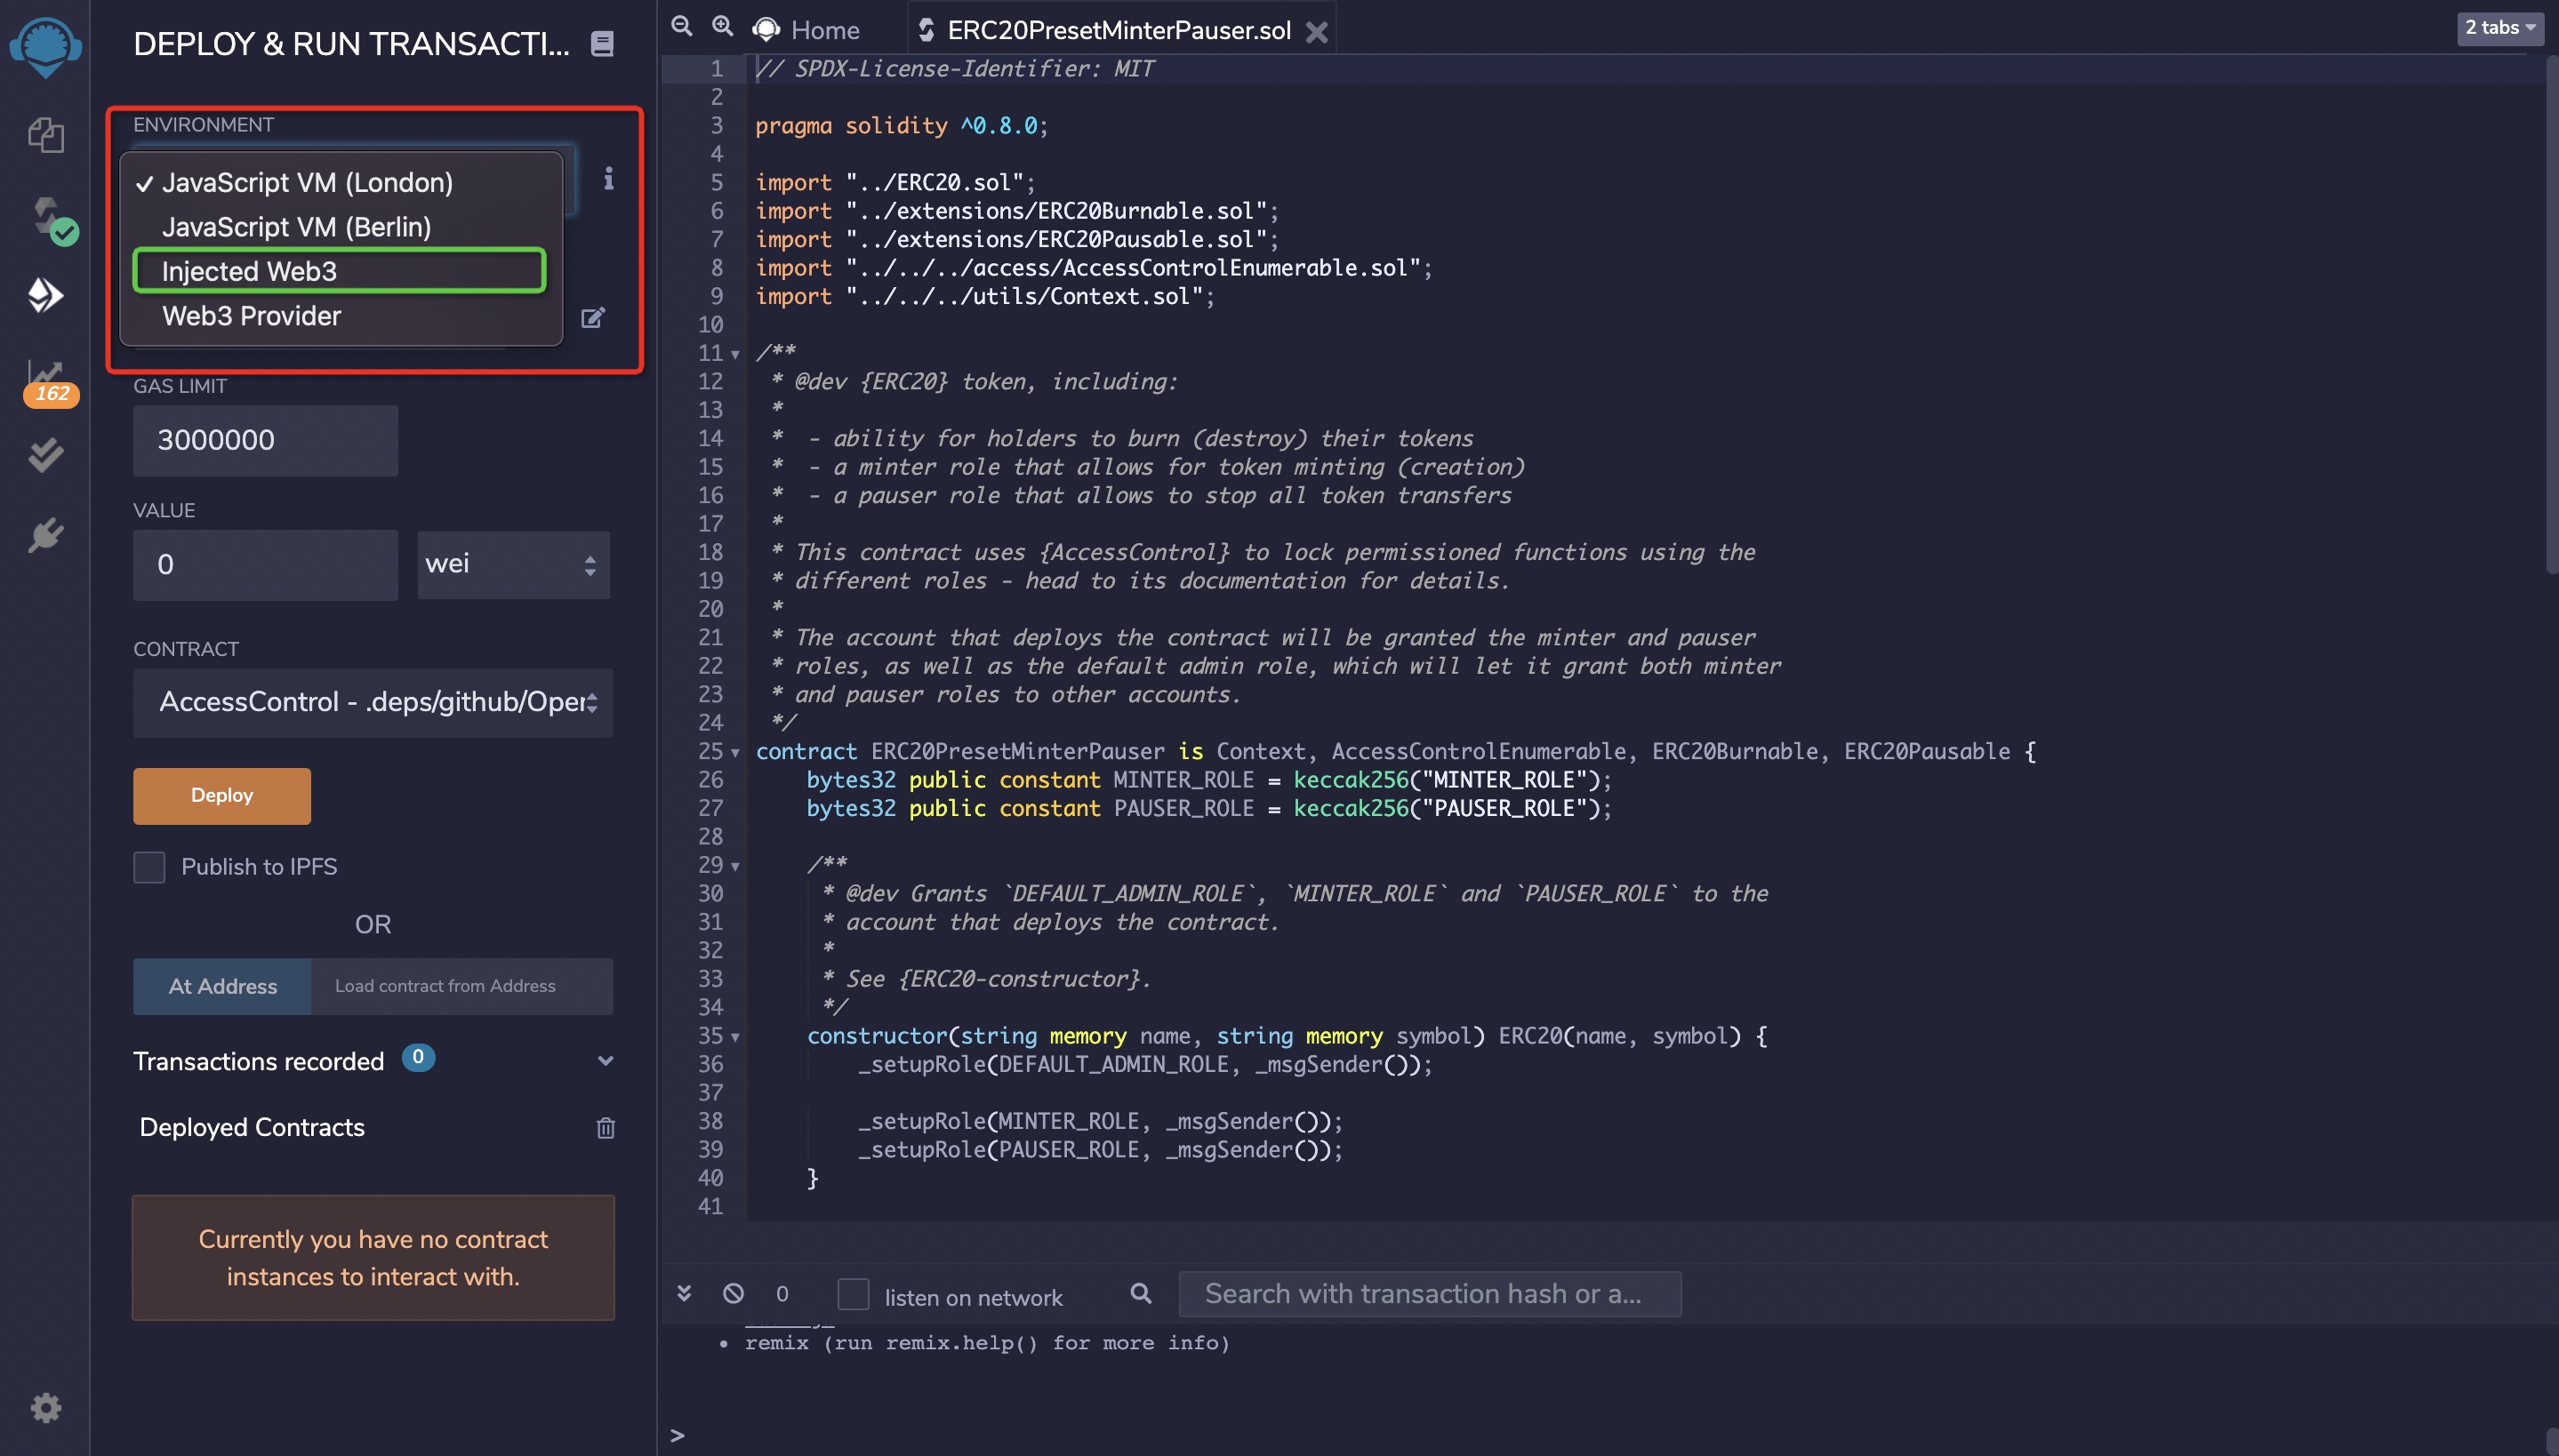 DEPLOY & RUN TRANSACTI...
ENVIRONMENT
✓ JavaScript VM (London)
JavaScript VM (Berlin)
Injected Web3
Web3 Provider
162
GAS LIMIT
3000000
VALUE
0
wei
CONTRACT
AccessControl - .deps/github/Oper
Deploy
Publish to IPFS
OR
At Address
Load contract from Address
Transactions recorded 0
Deployed Contracts
Currently you have no contract
instances to interact with.
Home
ERC20PresetMinterPauser.sol
2 tabs
1 // SPDX-License-Identifier: MIT
2
3 pragma solidity ^0.8.0;
4
5 import "../ERC20.sol";
6 import "../extensions/ERC20Burnable.sol";
7 import "../extensions/ERC20Pausable.sol";
8 import "../../../access/AccessControlEnumerable.sol";
9 import "../../../utils/Context.sol";
10
11 /**
12 * @dev {ERC20} token, including:
13 *
14 *  - ability for holders to burn (destroy) their tokens
15 *  - a minter role that allows for token minting (creation)
16 *  - a pauser role that allows to stop all token transfers
17 *
18 * This contract uses {AccessControl} to lock permissioned functions using the
19 * different roles - head to its documentation for details.
20 *
21 * The account that deploys the contract will be granted the minter and pauser
22 * roles, as well as the default admin role, which will let it grant both minter
23 * and pauser roles to other accounts.
24 */
25 contract ERC20PresetMinterPauser is Context, AccessControlEnumerable, ERC20Burnable, ERC20Pausable {
26 bytes32 public constant MINTER_ROLE = keccak256("MINTER_ROLE");
27 bytes32 public constant PAUSER_ROLE = keccak256("PAUSER_ROLE");
28
29 /**
30 * @dev Grants `DEFAULT_ADMIN_ROLE`, `MINTER_ROLE` and `PAUSER_ROLE` to the
31 * account that deploys the contract.
32 *
33 * See {ERC20-constructor}.
34 */
35 constructor(string memory name, string memory symbol) ERC20(name, symbol) {
36 _setupRole(DEFAULT_ADMIN_ROLE, _msgSender());
37
38 _setupRole(MINTER_ROLE, _msgSender());
39 _setupRole(PAUSER_ROLE, _msgSender());
40 }
41
0
listen on network
Search with transaction hash or a...
• remix (run remix.help() for more info)
>